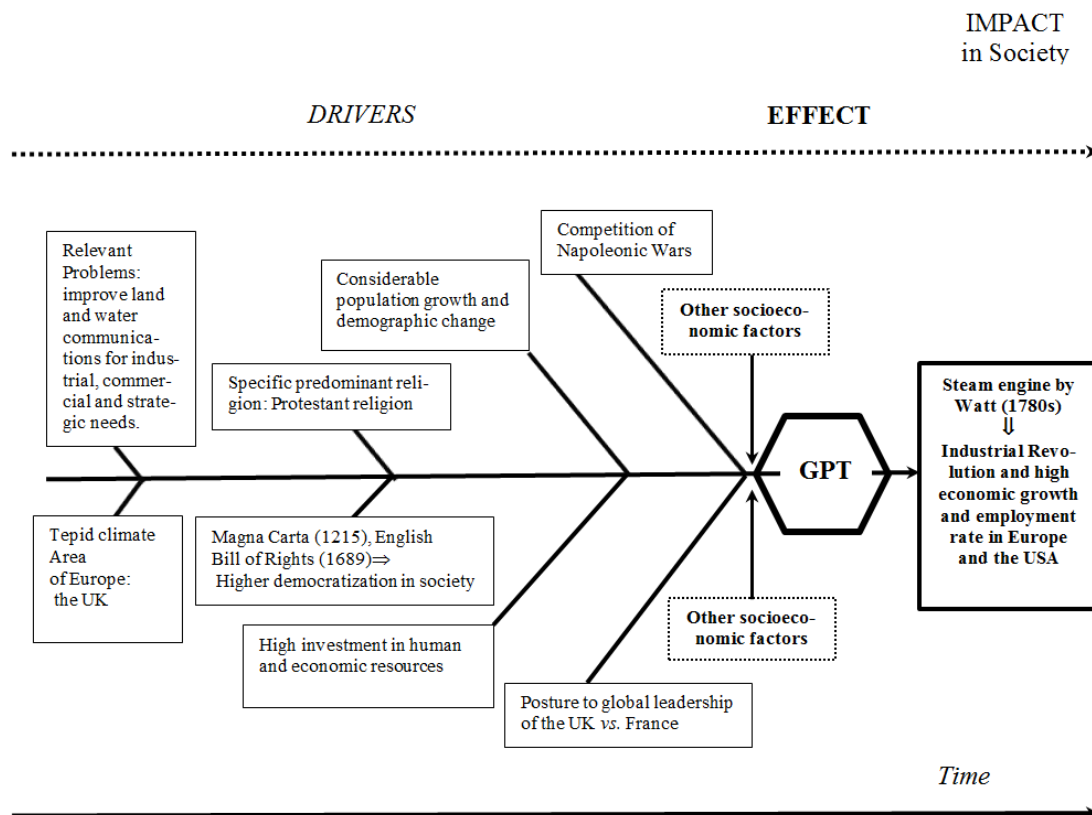 IMPACT
in Society
DRIVERS
EFFECT
Relevant
Problems:
improve land
and water
communica-
tions for indus-
trial, commer-
cial and strate-
gic needs.
Specific predominant reli-
gion: Protestant religion
Considerable
population growth and
demographic change
Competition of
Napoleonic Wars
Other socioeco-
nomic factors
GPT
Steam engine by
Watt (1780s)
⇓
Industrial Revo-
lution and high
economic growth
and employment
rate in Europe
and the USA
Tepid climate
Area
of Europe:
the UK
Magna Carta (1215), English
Bill of Rights (1689)⇒
Higher democratization in society
High investment in human
and economic resources
Posture to global leadership
of the UK vs. France
Other socioeco-
nomic factors
Time